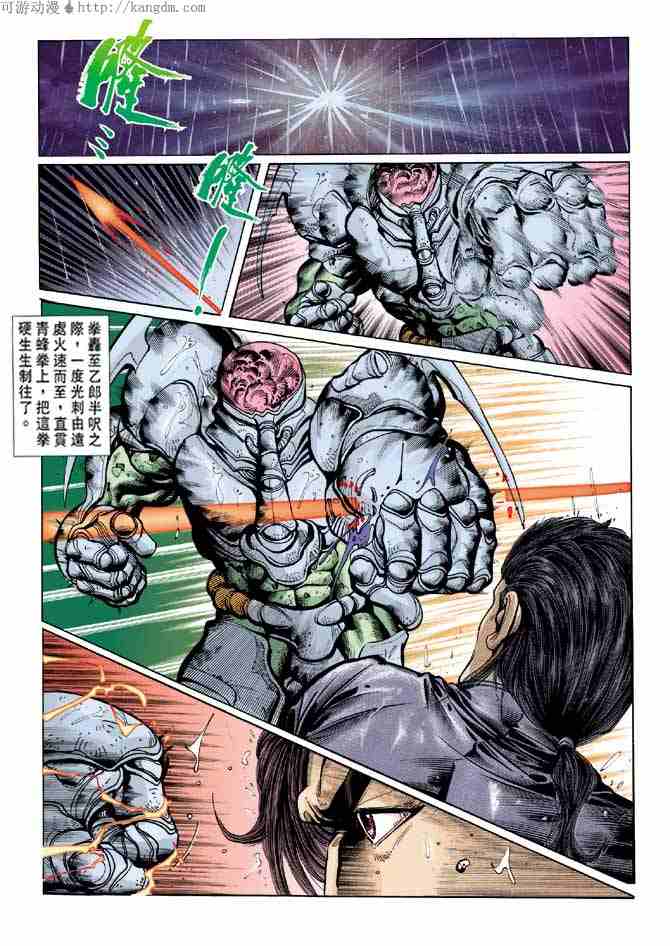 可游动漫 http://kangdm.com
拳轟至乙郎半呎之
際，一度光刺由遠
處火速而至，直貫
青蜂拳上，把這拳
硬生生制往了。